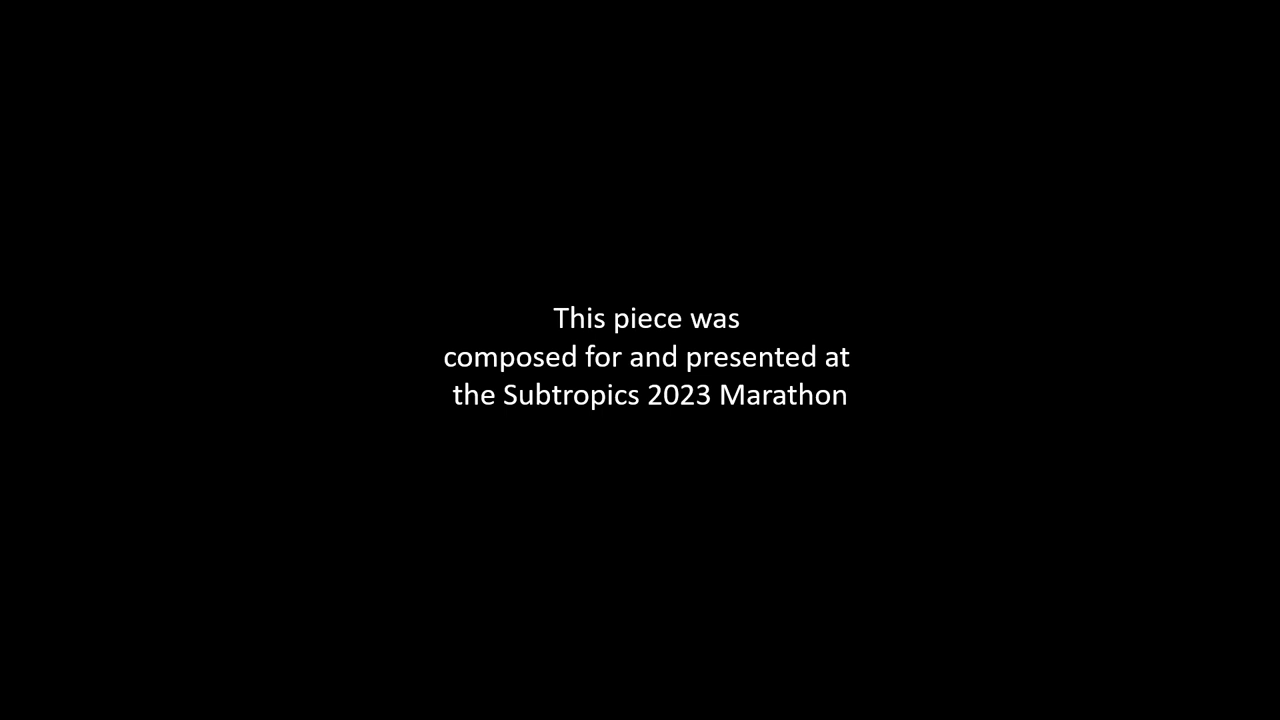 This piece was
composed for and presented at
the Subtropics 2023 Marathon